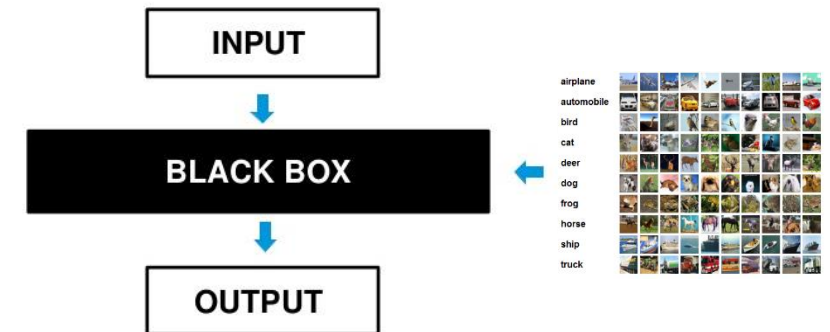 INPUT
BLACK BOX
OUTPUT
airplane
automobile
bird
cat
deer
dog
frog
horse
ship
truck